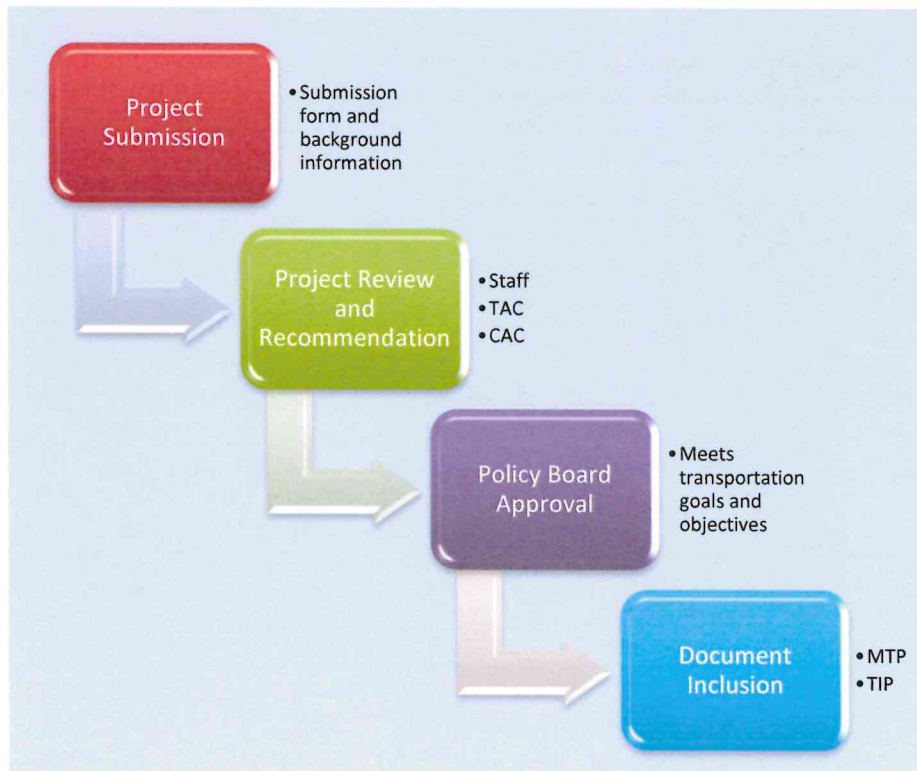 Project
Submission
• Submission
form and
background
information
Project Review
and
Recommendation
• Staff
• TAC
• CAC
Policy Board
Approval
• Meets
transportation
goals and
objectives
Document
Inclusion
• MTP
• TIP